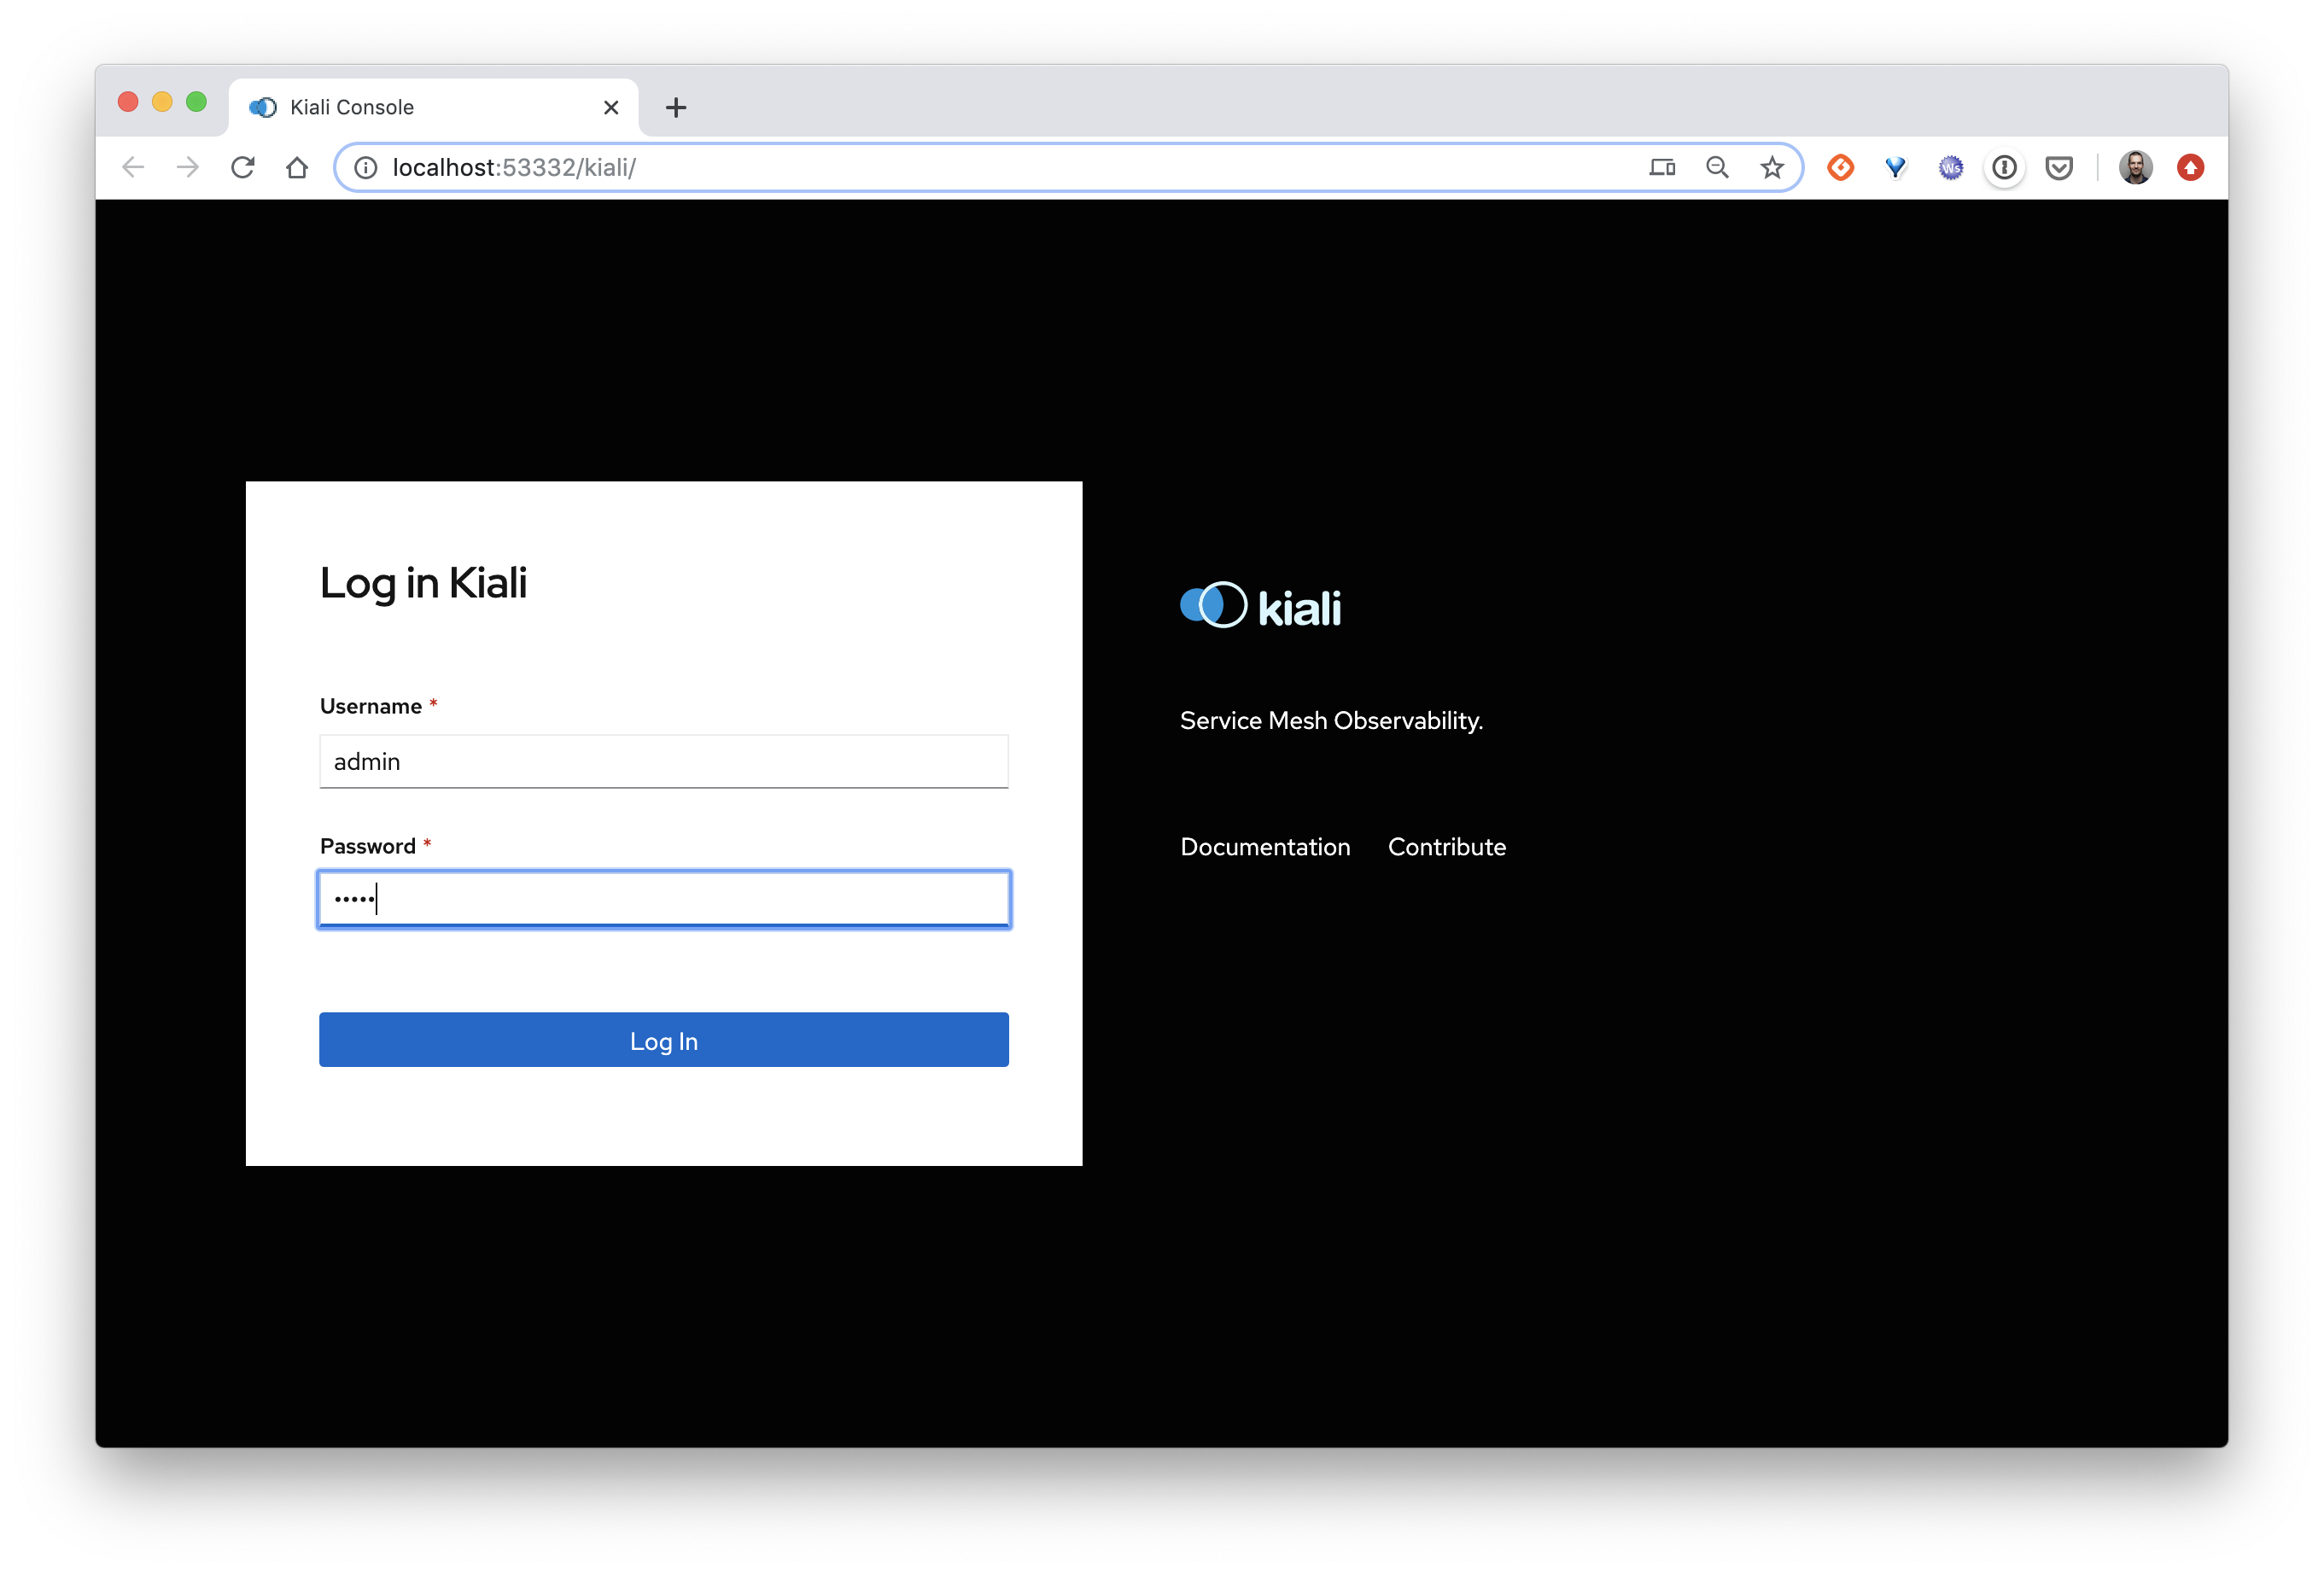 Kiali Console
localhost:53332/kiali/
Ws
Log in Kiali
Username *
admin
Password *
•••••
Log In
kiali
Service Mesh Observability.
Documentation Contribute